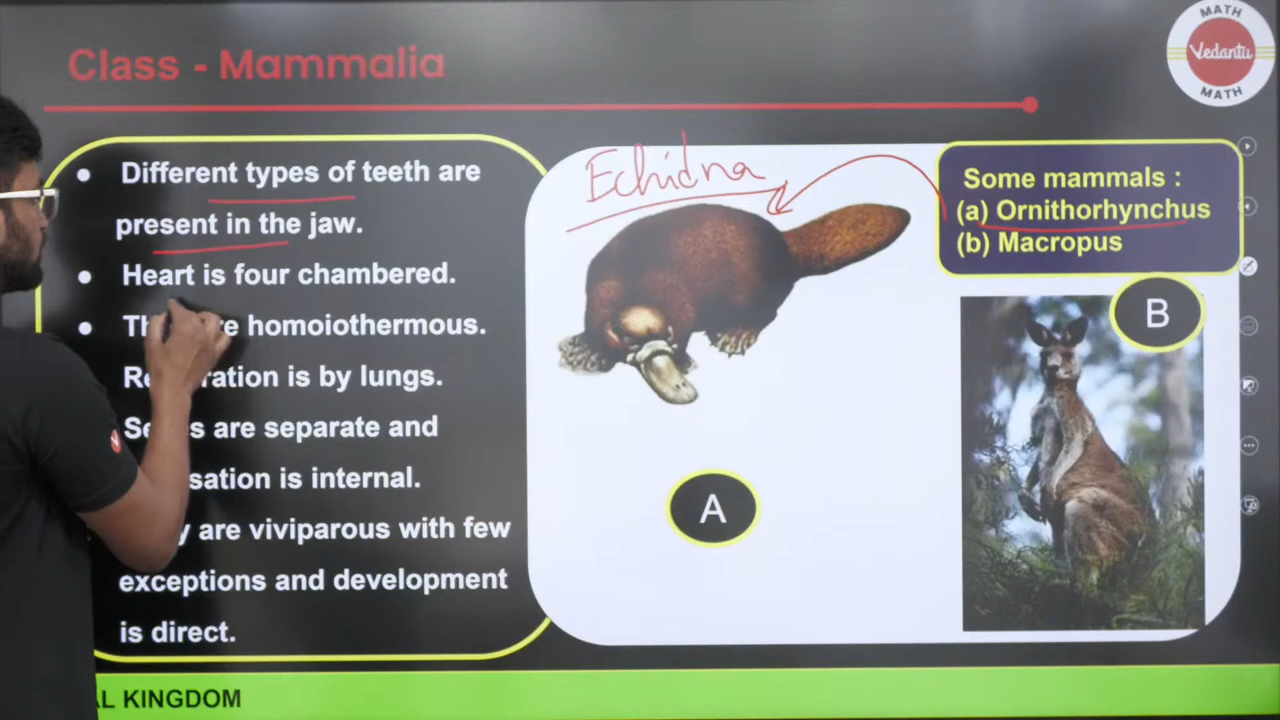 MATH
Vedantu
MATH
Class - Mammalia
Different types of teeth are
present in the jaw.
Heart is four chambered.
homoiothermous.
is by lungs.
are separate and
is internal.
are viviparous with few
exceptions and development
is direct.
Echidna
Some mammals :
(a) Ornithorhynchus
(b) Macropus
B
A
KINGDOM